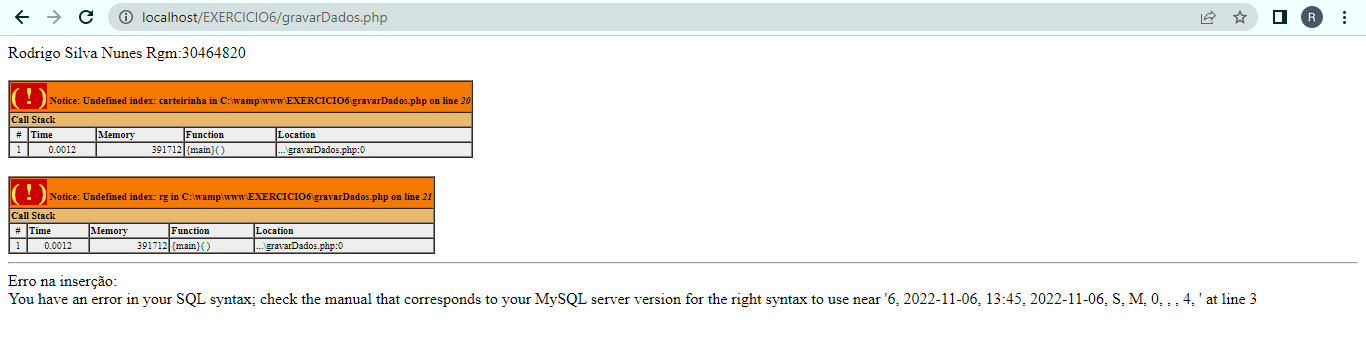 localhost/EXERCICIO6/gravarDados.php
R
Rodrigo Silva Nunes Rgm:30464820
( ! ) Notice: Undefined index: carteirinha in C:\wamp\www\EXERCICIO6\gravarDados.php on line 20
Call Stack
# Time Memory Function Location
1 0.0012 391712 {main}( ) ...\gravarDados.php:0
( ! ) Notice: Undefined index: rg in C:\wamp\www\EXERCICIO6\gravarDados.php on line 21
Call Stack
# Time Memory Function Location
1 0.0012 391712 {main}( ) ...\gravarDados.php:0
Erro na inserção:
You have an error in your SQL syntax; check the manual that corresponds to your MySQL server version for the right syntax to use near '6, 2022-11-06, 13:45, 2022-11-06, S, M, 0, , , 4, ' at line 3